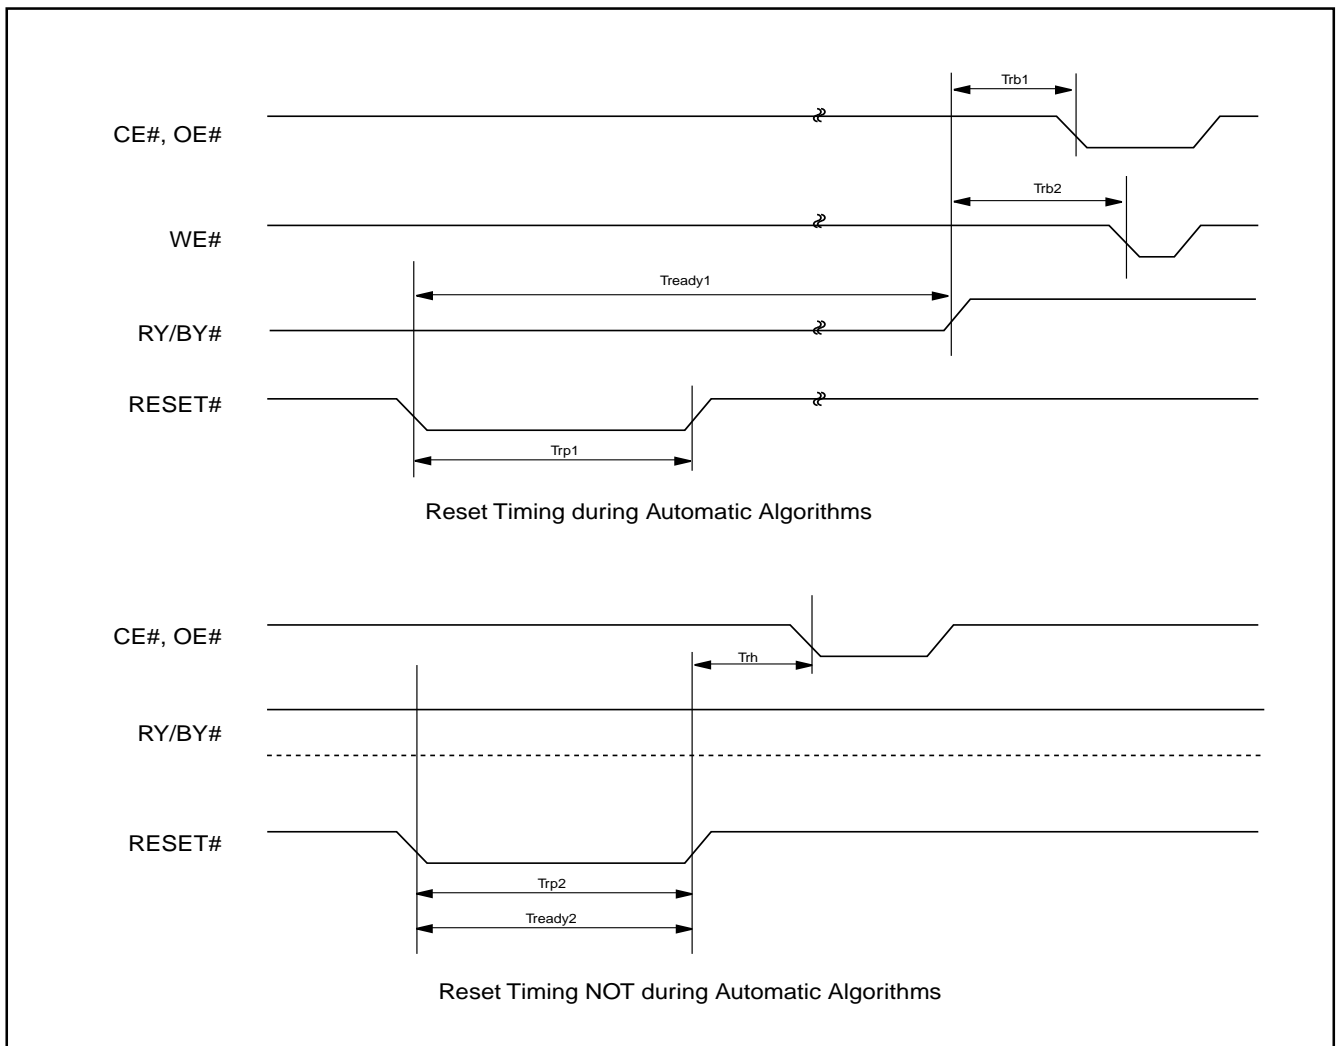 Trb1
CE#, OE#
Trb2
WE#
Tready1
RY/BY#
RESET#
Trp1
Reset Timing during Automatic Algorithms
CE#, OE#
Trh
RY/BY#
RESET#
Trp2
Tready2
Reset Timing NOT during Automatic Algorithms